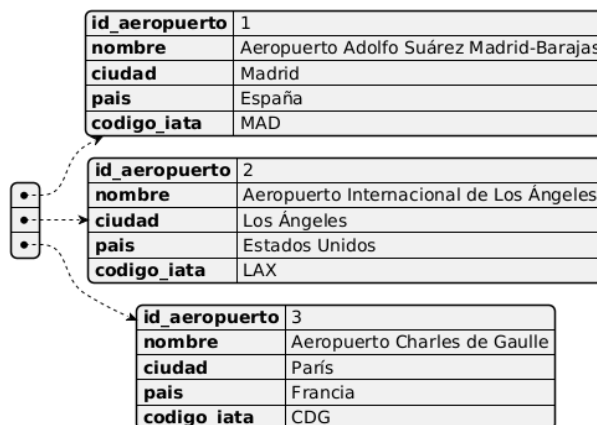 id_aeropuerto 1
nombre Aeropuerto Adolfo Suárez Madrid-Barajas
ciudad Madrid
pais España
codigo_iata MAD
id_aeropuerto 2
nombre Aeropuerto Internacional de Los Ángeles
ciudad Los Ángeles
pais Estados Unidos
codigo_iata LAX
id_aeropuerto 3
nombre Aeropuerto Charles de Gaulle
ciudad París
pais Francia
codigo_iata CDG